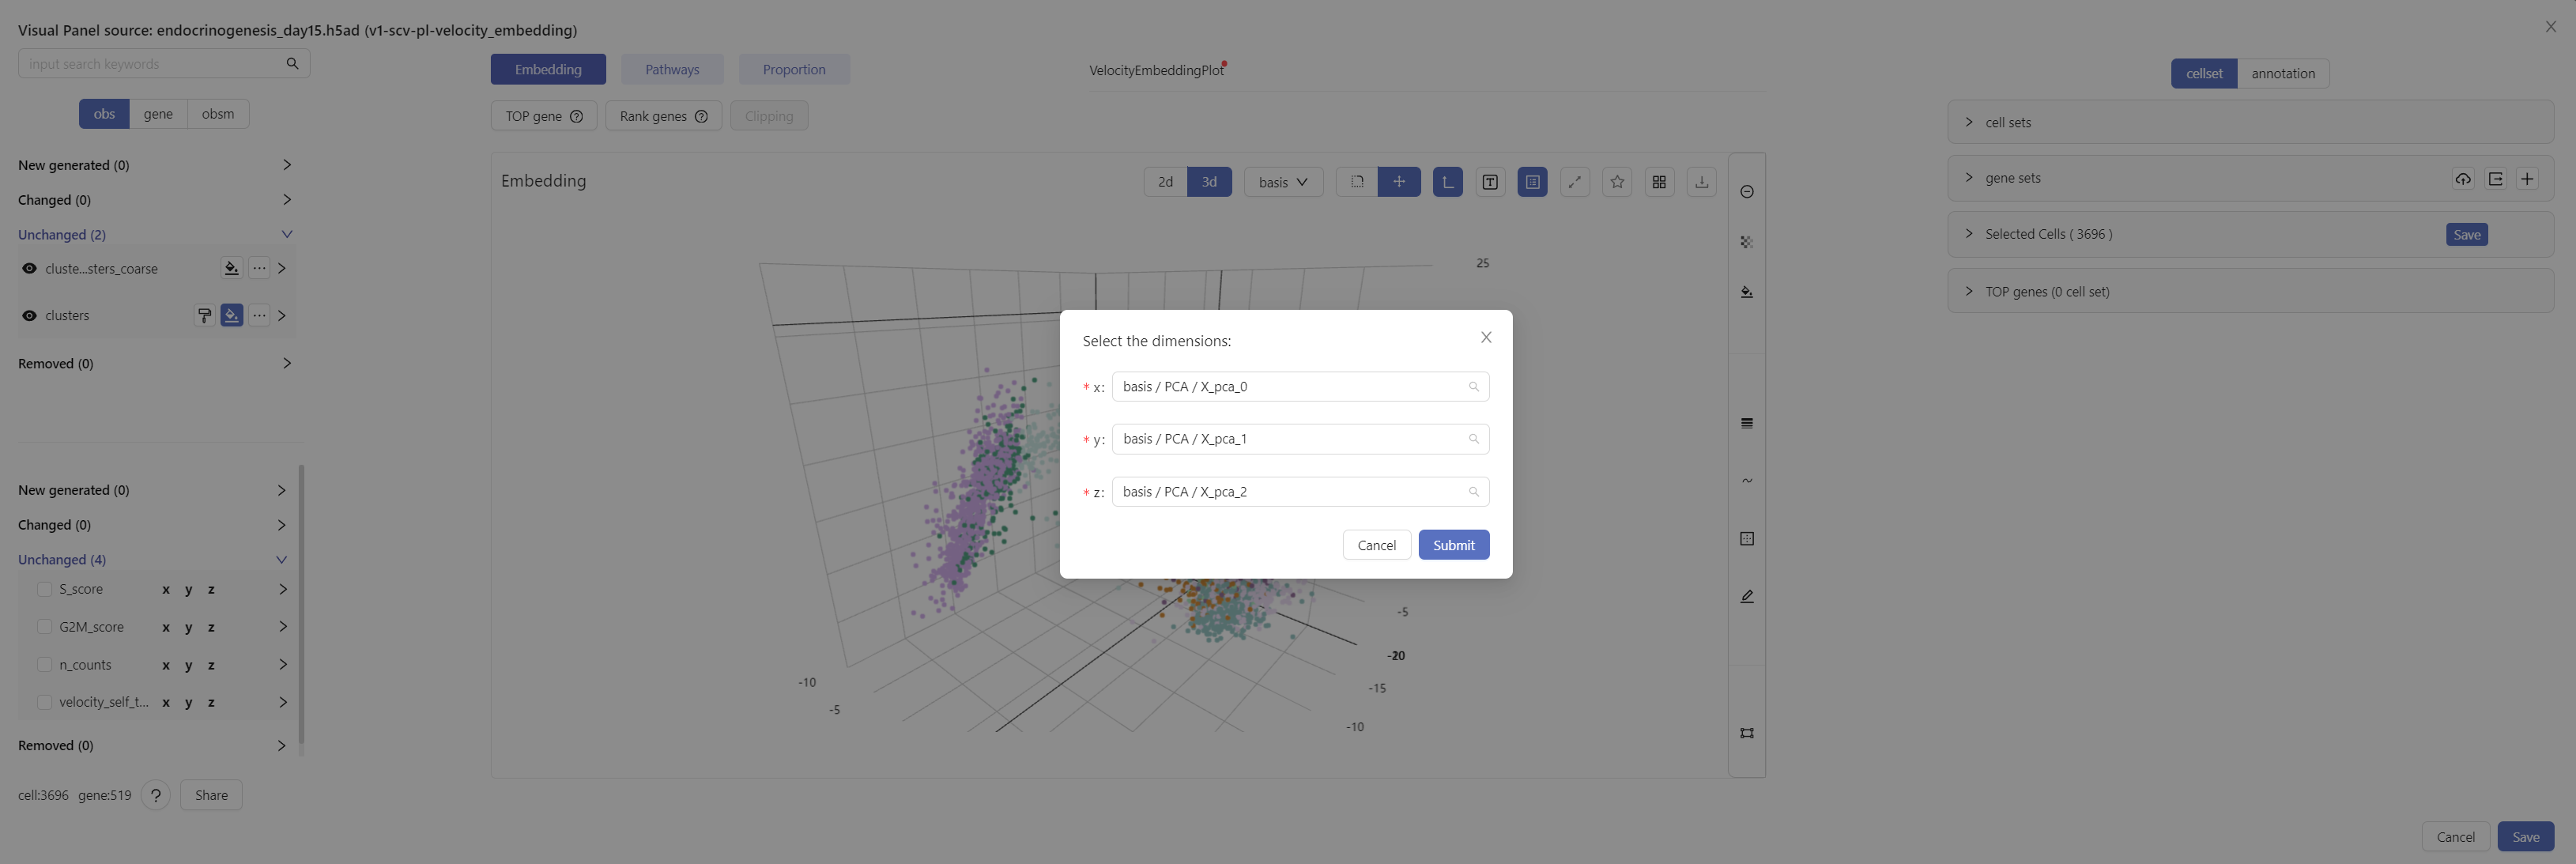 Visual Panel source: endocrinogenesis_day15.h5ad (v1-scv-pl-velocity_embedding)
input search keywords
obs gene obsm
New generated (0)
Changed (0)
Unchanged (2)
cluste...sters_coarse
clusters
Removed (0)
New generated (0)
Changed (0)
Unchanged (4)
S_score x y z
G2M_score x y z
n_counts x y z
velocity_self_t... x y z
Removed (0)
cell:3696 gene:519 ? Share
Embedding Pathways Proportion
TOP gene Rank genes Clipping
VelocityEmbeddingPlot
Embedding
2d 3d basis
25
-5
-15
-10
-10
-5
Select the dimensions:
* x: basis / PCA / X_pca_0
* y: basis / PCA / X_pca_1
* z: basis / PCA / X_pca_2
Cancel Submit
cellset annotation
cell sets
gene sets
Selected Cells ( 3696 ) Save
TOP genes (0 cell set)
Cancel Save